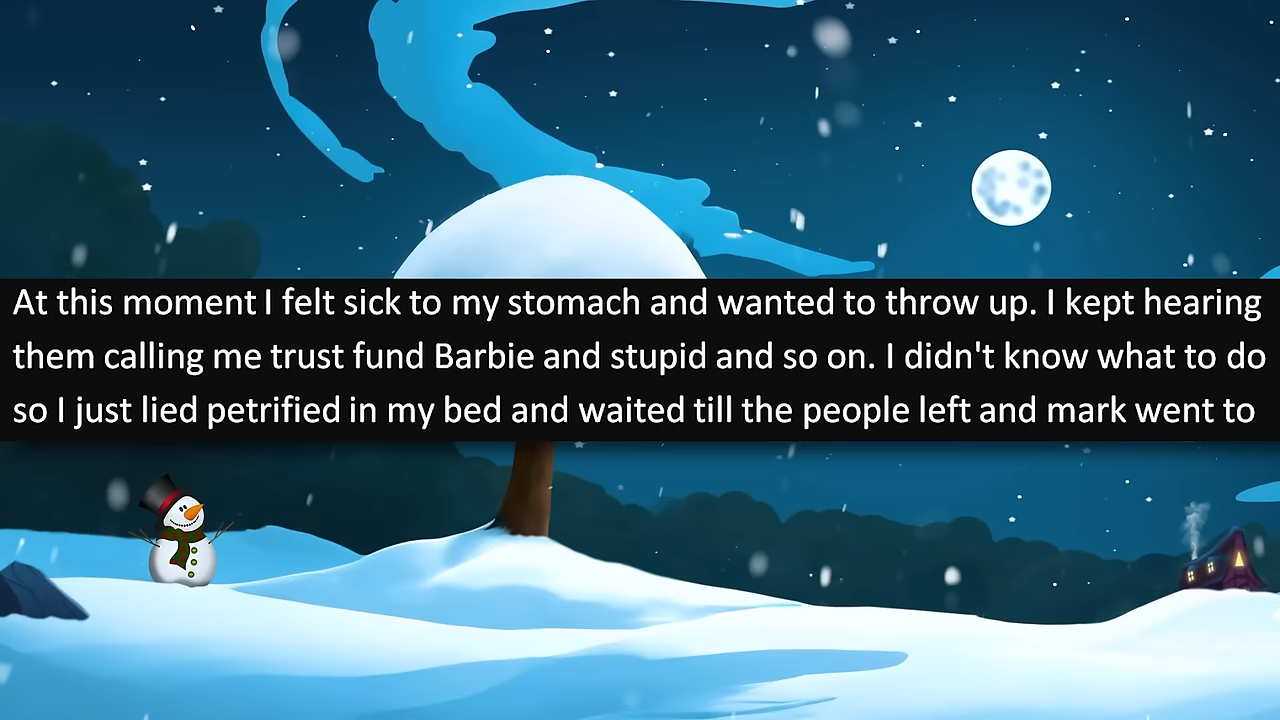 At this moment I felt sick to my stomach and wanted to throw up. I kept hearing
them calling me trust fund Barbie and stupid and so on. I didn't know what to do
so I just lied petrified in my bed and waited till the people left and mark went to